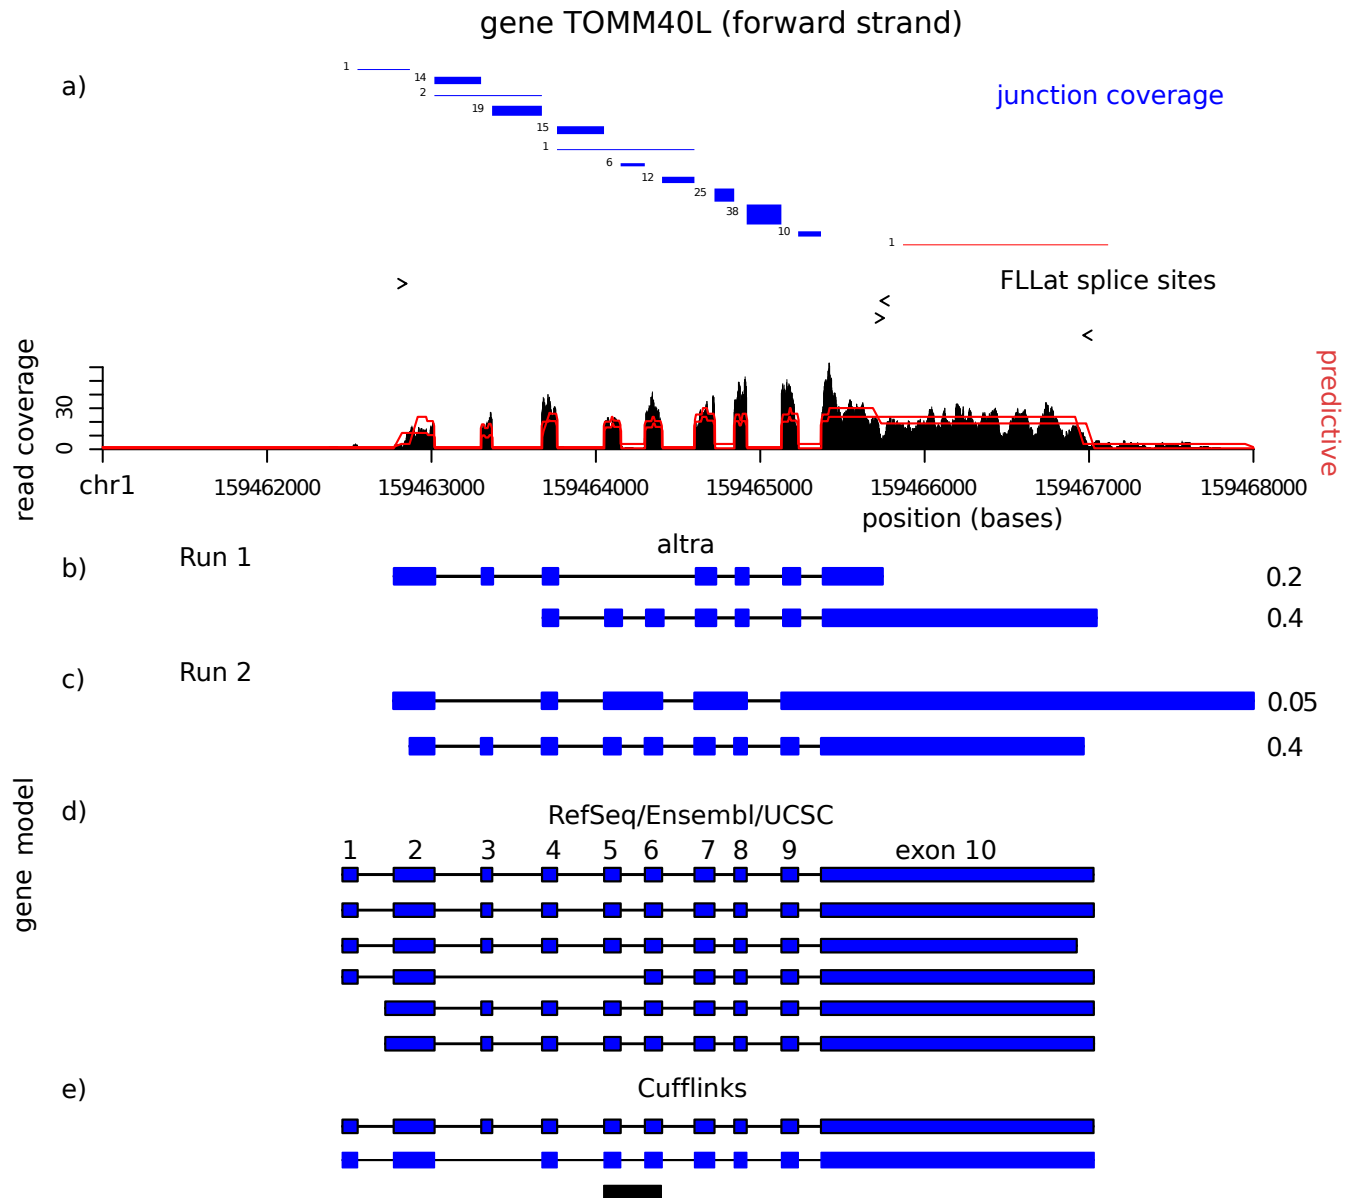 gene TOMM40L (forward strand)
a)
junction coverage
1
14
2
19
15
1
6
12
25
38
10
1
FLLat splice sites
> < > <
read coverage
0 30
predictive
chr1 159462000 159463000 159464000 159465000 159466000 159467000 159468000
position (bases)
gene model
altra
b) Run 1
0.2
0.4
c) Run 2
0.05
0.4
d)
RefSeq/Ensembl/UCSC
1 2 3 4 5 6 7 8 9 exon 10
e)
Cufflinks